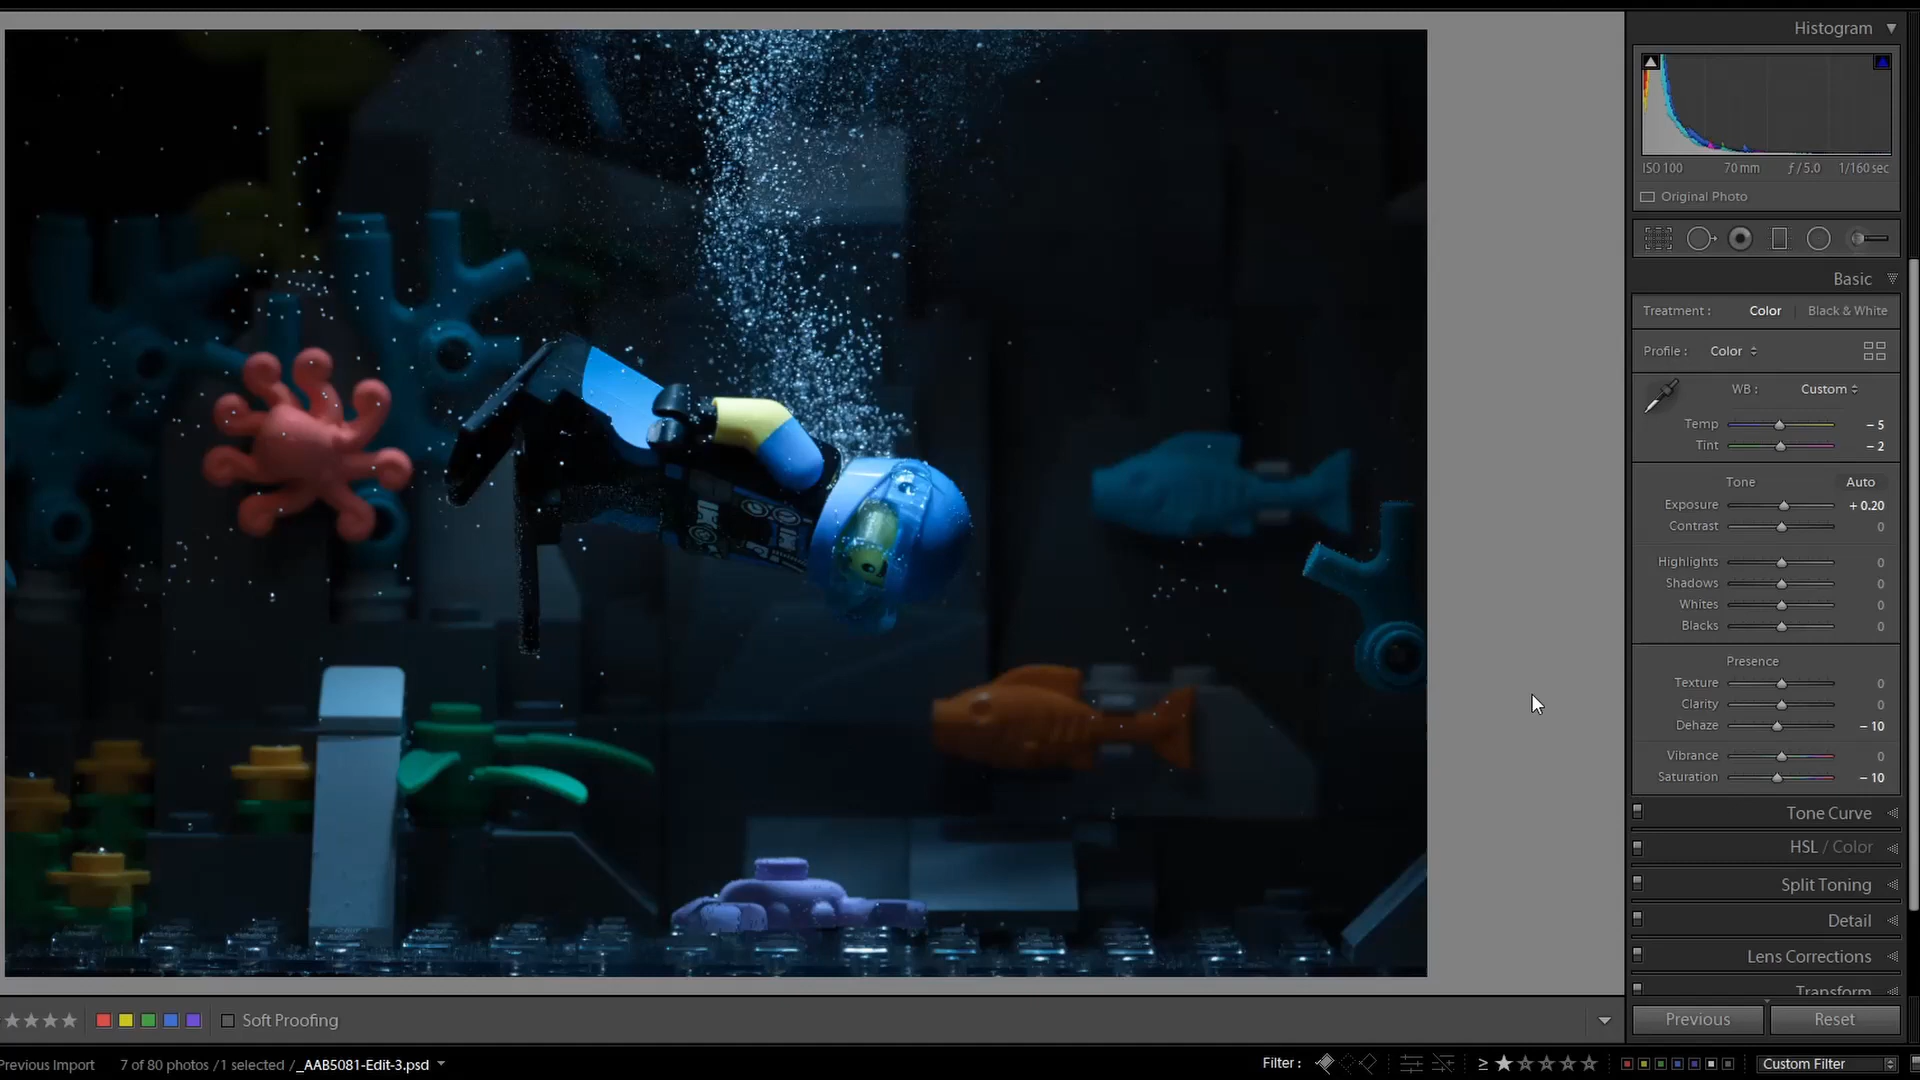 Histogram
ISO 100 70 mm ƒ / 5.0 1/160 sec
Original Photo
Basic
Treatment : Color Black & White
Profile : Color
WB : Custom
Temp - 5
Tint - 2
Tone Auto
Exposure + 0.20
Contrast 0
Highlights 0
Shadows 0
Whites 0
Blacks 0
Presence
Texture 0
Clarity 0
Dehaze - 10
Vibrance 0
Saturation - 10
Tone Curve
HSL / Color
Split Toning
Detail
Lens Corrections
Transform
Soft Proofing
Previous Reset
Previous Import 7 of 80 photos / 1 selected / _AAB5081-Edit-3.psd
Filter : ≥ Custom Filter